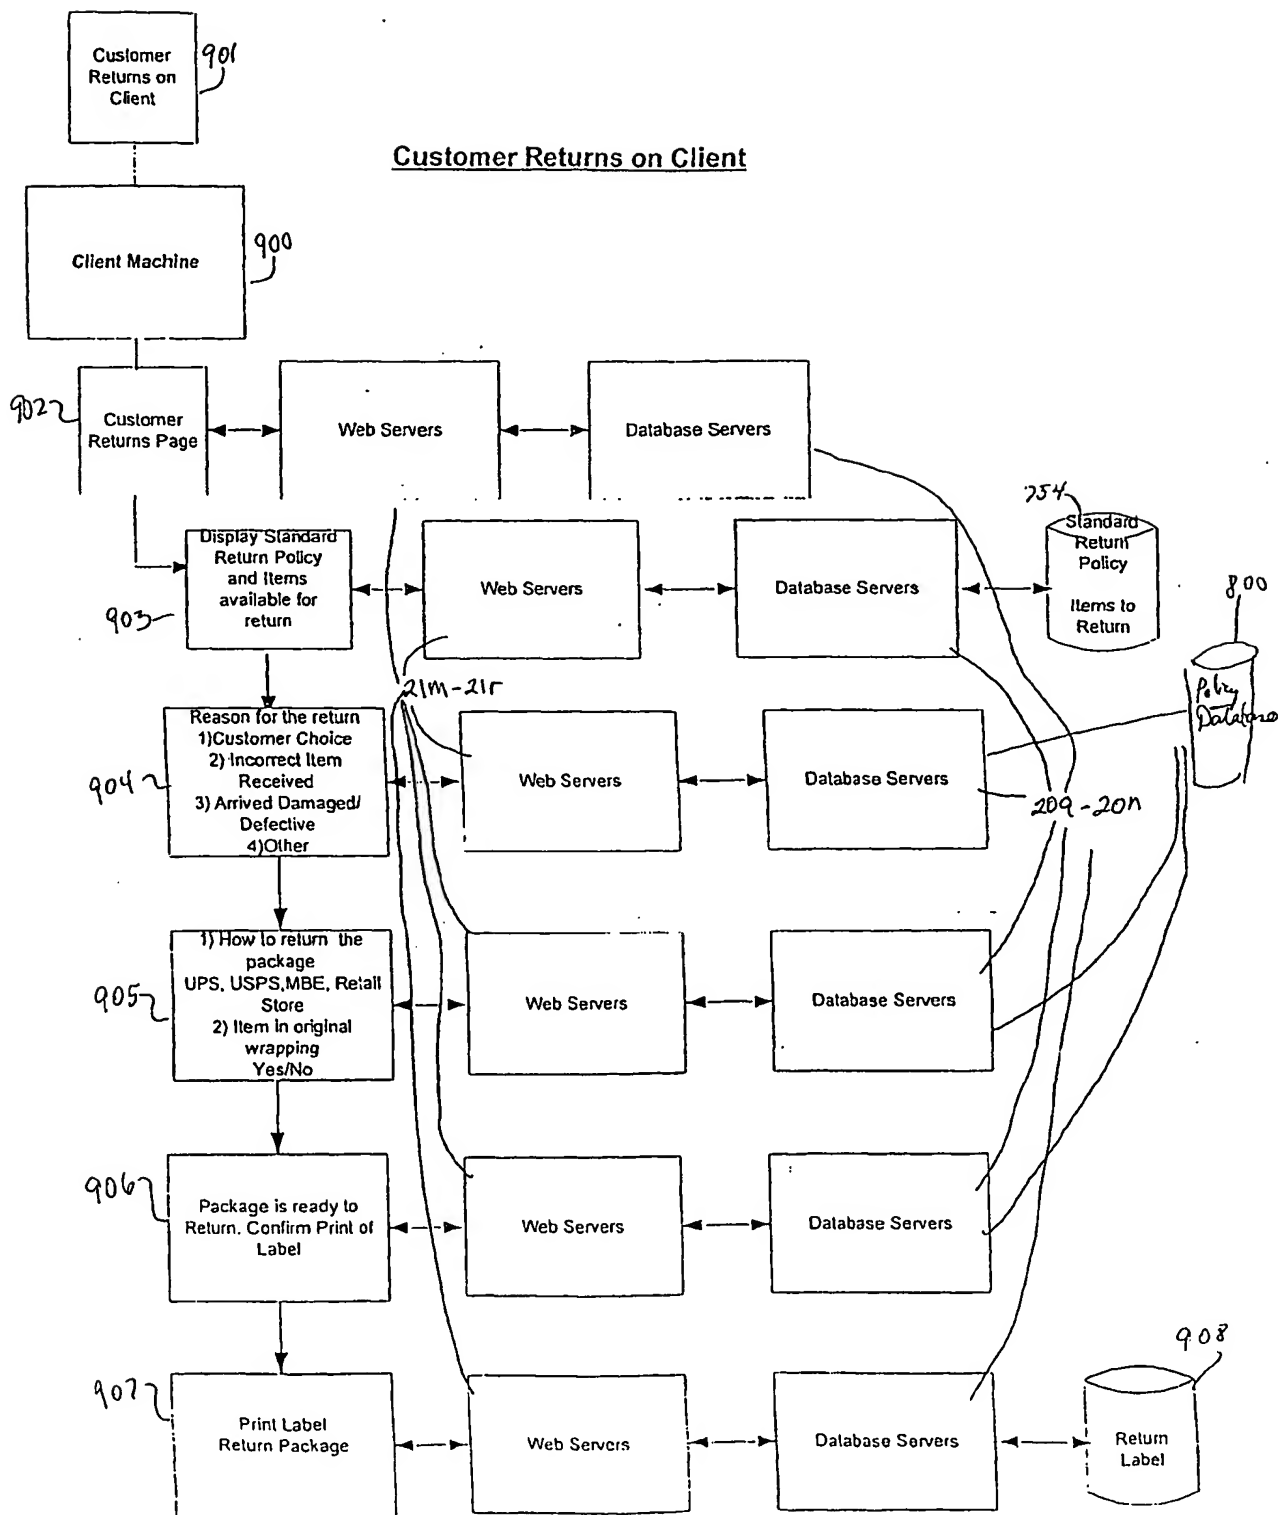 Customer
Returns on
Client
901
Customer Returns on Client
Client Machine
900
902
Customer
Returns Page
Web Servers
Database Servers
903
Display Standard
Return Policy
and Items
available for
return
Web Servers
Database Servers
Standard
Return
Policy
Items to
Return
800
Policy
Database
21m-21r
904
Reason for the return
1)Customer Choice
2) Incorrect Item
Received
3) Arrived Damaged/
Defective
4)Other
Web Servers
Database Servers
905
1) How to return the
package
UPS, USPS,MBE, Retail
Store
2) Item in original
wrapping
Yes/No
Web Servers
Database Servers
906
Package is ready to
Return. Confirm Print of
Label
Web Servers
Database Servers
907
Print Label
Return Package
Web Servers
Database Servers
908
Return
Label